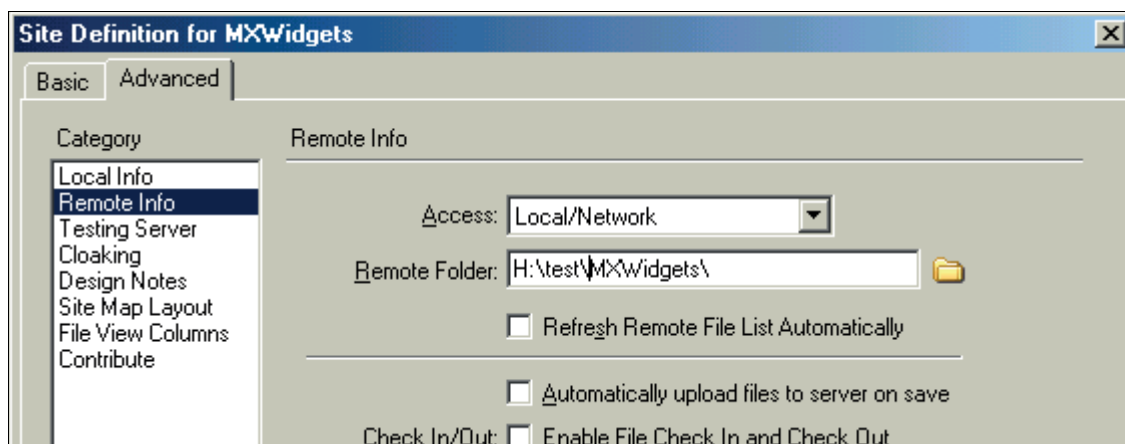 Site Definition for MXWidgets
Basic Advanced
Category
Local Info
Remote Info
Testing Server
Cloaking
Design Notes
Site Map Layout
File View Columns
Contribute
Remote Info
Access: Local/Network
Remote Folder: H:\test\MXWidgets\
Refresh Remote File List Automatically
Automatically upload files to server on save
Check In/Out: Enable File Check In and Check Out